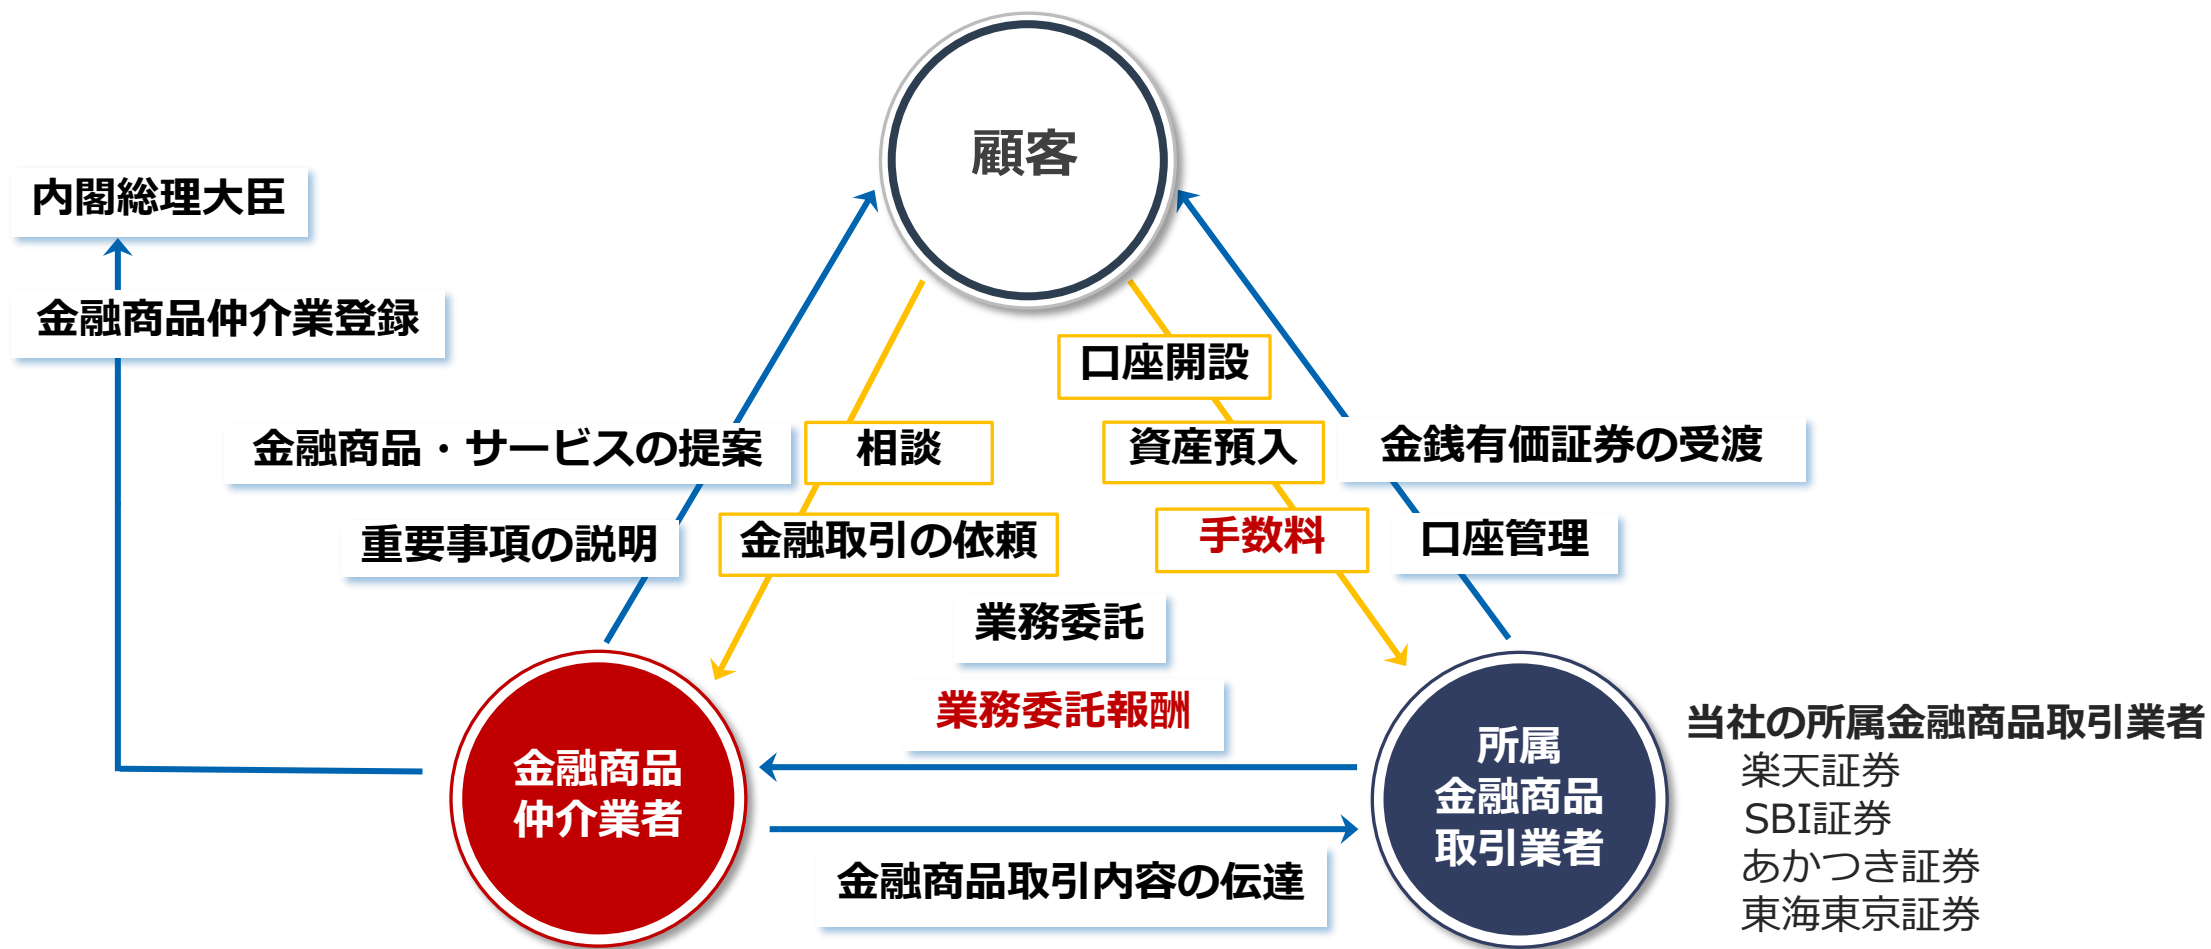 顧客
内閣総理大臣
金融商品仲介業登録
口座開設
金融商品・サービスの提案
相談
資産預入
金銭有価証券の受渡
重要事項の説明
金融取引の依頼
手数料
口座管理
業務委託
業務委託報酬
金融商品
仲介業者
所属
金融商品
取引業者
当社の所属金融商品取引業者
楽天証券
SBI証券
あかつき証券
東海東京証券
金融商品取引内容の伝達